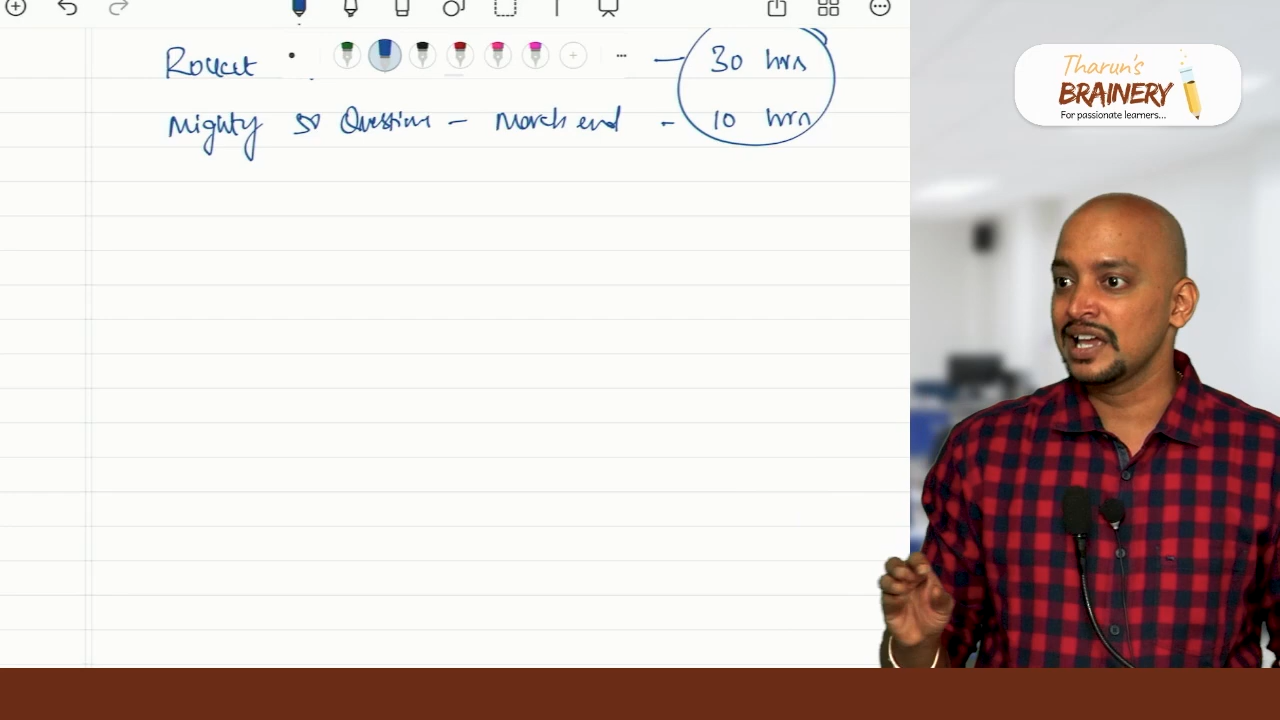 Rocket - 30 hrs
Mighty 50 Question - March end - 10 hrs
Tharun's
BRAINERY
For passionate learners...